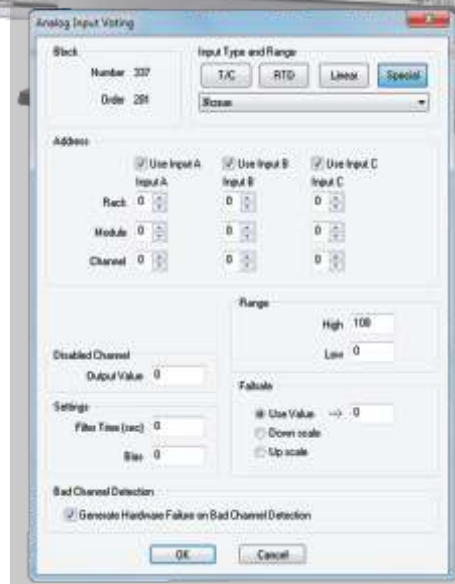 Analog Input Voting
Block
Number 337
Order 281
Input Type and Range
T/C RTD Linear Special
Address
Use Input A Use Input B Use Input C
Input A Input B Input C
Rack 0 0 0
Module 0 0 0
Channel 0 0 0
Range
High 100
Low 0
Disabled Channel
Output Value 0
Settings
Filter Time (sec) 0
Bias 0
Failsafe
Use Value -> 0
Down scale
Up scale
Bad Channel Detection
Generate Hardware Failure on Bad Channel Detection
OK Cancel